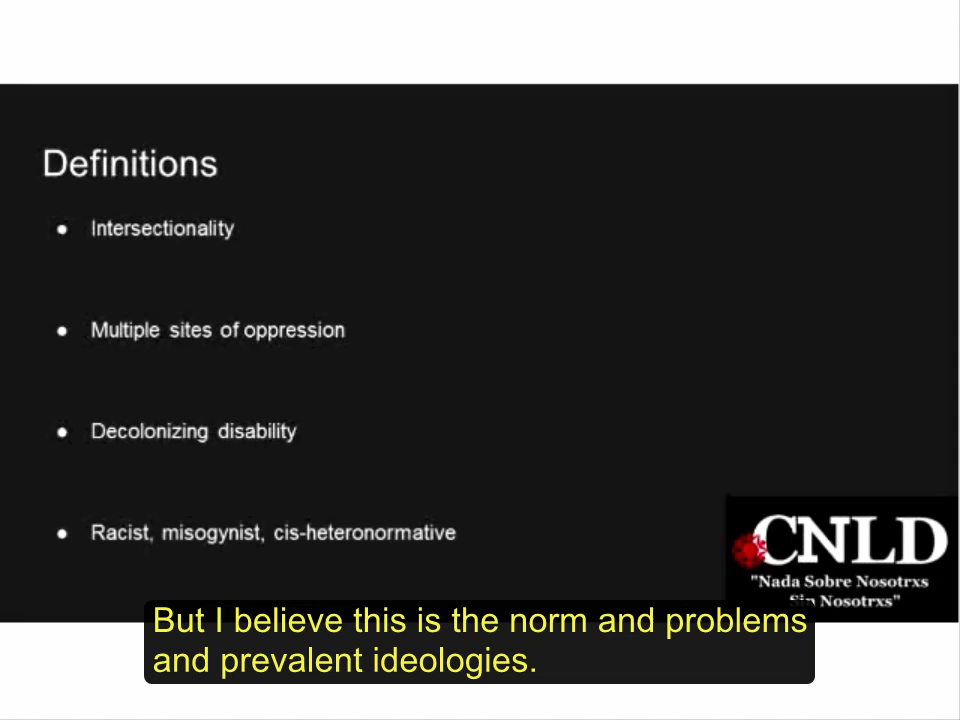 Definitions
● Intersectionality
● Multiple sites of oppression
● Decolonizing disability
● Racist, misogynist, cis-heteronormative
CNLD
"Nada Sobre Nosotrxs
Sin Nosotrxs"
But I believe this is the norm and problems
and prevalent ideologies.